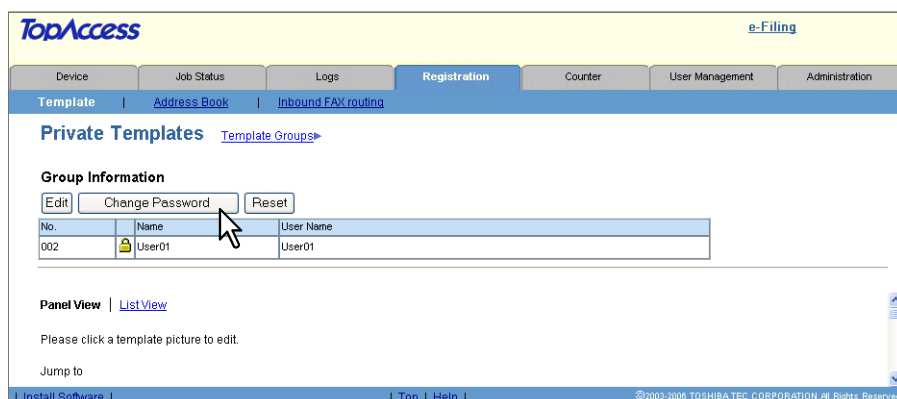 TopAccess
e-Filing
Device Job Status Logs Registration Counter User Management Administration
Template | Address Book | Inbound FAX routing
Private Templates Template Groups
Group Information
Edit Change Password Reset
No. Name User Name
002 User01 User01
Panel View | List View
Please click a template picture to edit.
Jump to
| Install Software | | Top | Help | ©2003-2006 TOSHIBA TEC CORPORATION All Rights Reserved